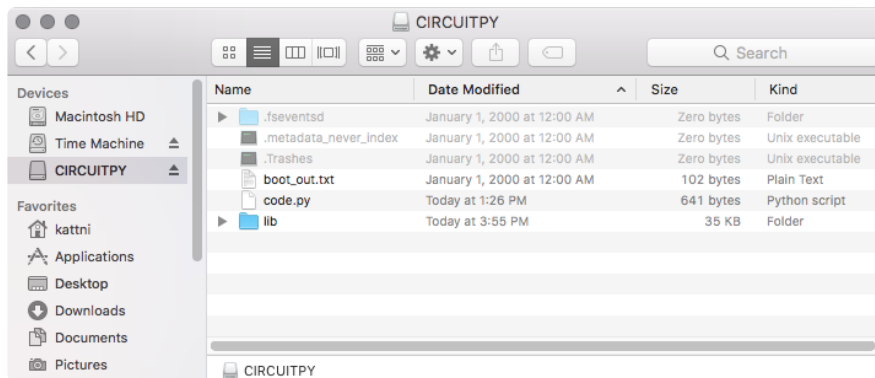 CIRCUITPY
Search
Devices
Macintosh HD
Time Machine
CIRCUITPY
Favorites
kattni
Applications
Desktop
Downloads
Documents
Pictures
Name Date Modified Size Kind
.fseventsd January 1, 2000 at 12:00 AM Zero bytes Folder
.metadata_never_index January 1, 2000 at 12:00 AM Zero bytes Unix executable
.Trashes January 1, 2000 at 12:00 AM Zero bytes Unix executable
boot_out.txt January 1, 2000 at 12:00 AM 102 bytes Plain Text
code.py Today at 1:26 PM 641 bytes Python script
lib Today at 3:55 PM 35 KB Folder
CIRCUITPY